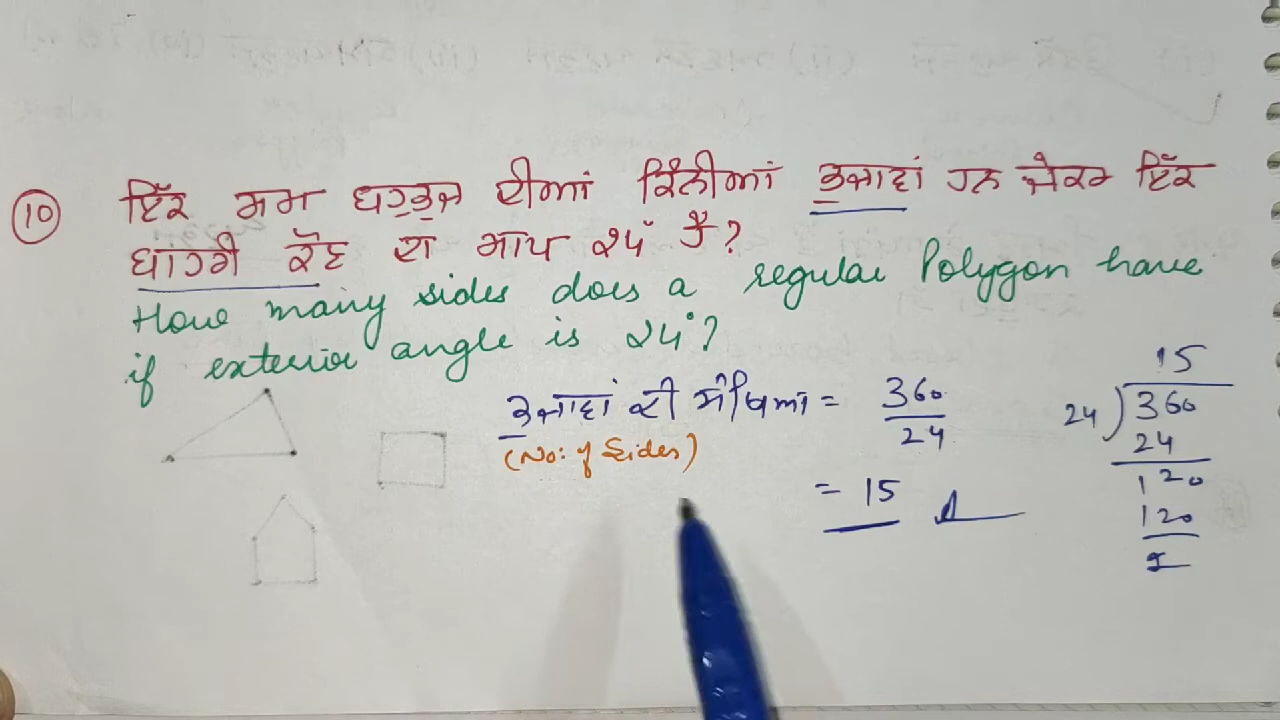 10 ਇੱਕ ਸਮ ਬਹੁਭੁਜ ਦੀਆਂ ਕਿੰਨੀਆਂ ਭੁਜਾਵਾਂ ਹਨ ਜੇਕਰ ਇੱਕ
ਬਾਹਰੀ ਕੋਣ ਦਾ ਮਾਪ 24° ਹੈ?
How many sides does a regular Polygon have
if exterior angle is 24°?
ਭੁਜਾਵਾਂ ਦੀ ਸੰਖਿਆ = 360/24
(No: of Sides)
= 15
15
24)360
24
120
120